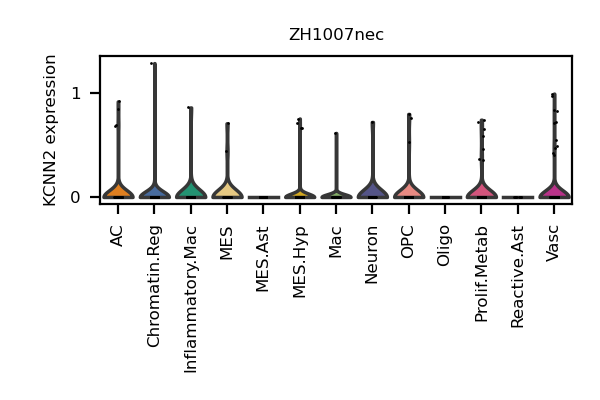 ZH1007nec
KCNN2 expression
1
0
AC
Chromatin.Reg
Inflammatory.Mac
MES
MES.Ast
MES.Hyp
Mac
Neuron
OPC
Oligo
Prolif.Metab
Reactive.Ast
Vasc